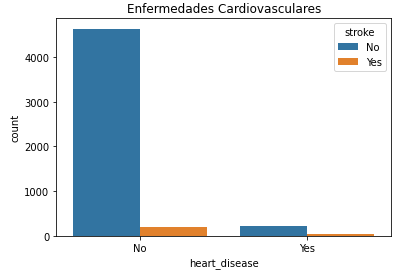 Enfermedades Cardiovasculares
stroke
No
Yes
4000
3000
2000
1000
0
count
No
Yes
heart_disease